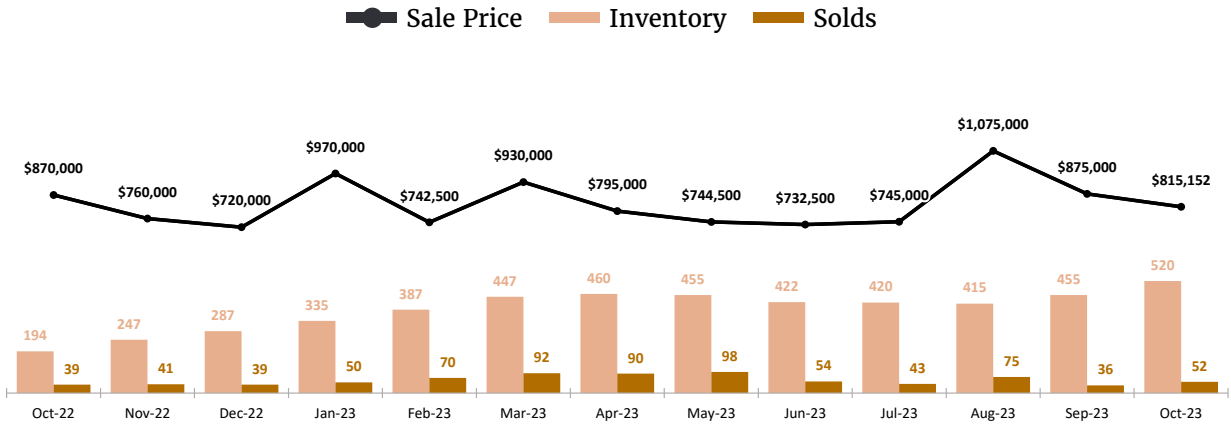 Sale Price Inventory Solds
$870,000 $760,000 $720,000 $970,000 $742,500 $930,000 $795,000 $744,500 $732,500 $745,000 $1,075,000 $875,000 $815,152
194 247 287 335 387 447 460 455 422 420 415 455 520
39 41 39 50 70 92 90 98 54 43 75 36 52
Oct-22 Nov-22 Dec-22 Jan-23 Feb-23 Mar-23 Apr-23 May-23 Jun-23 Jul-23 Aug-23 Sep-23 Oct-23